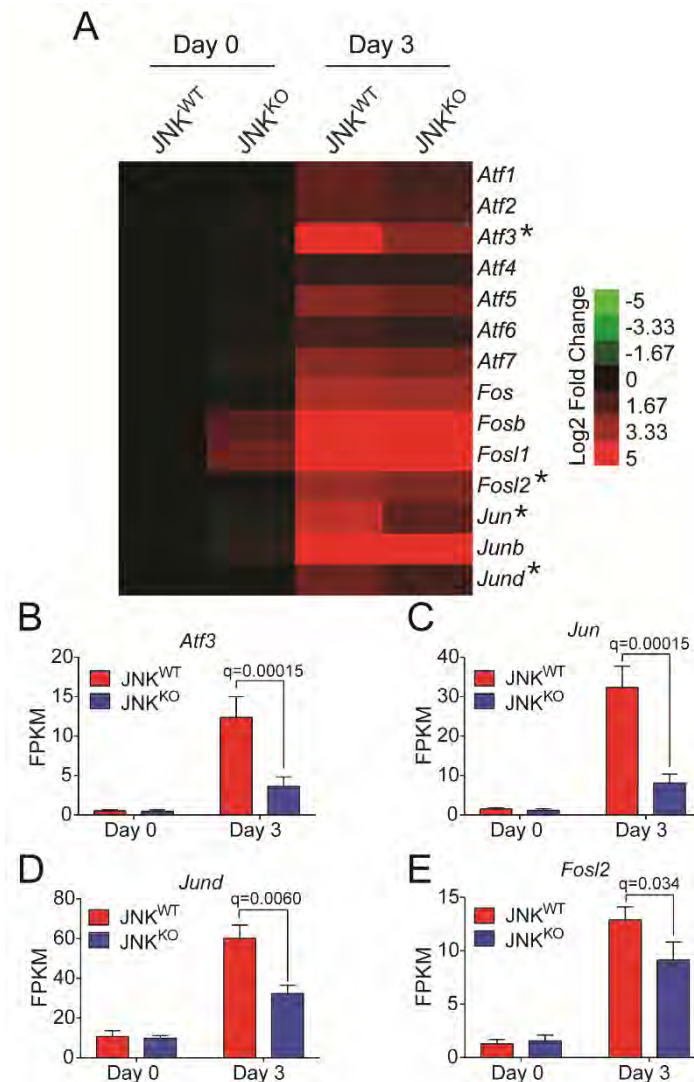 A
Day 0 Day 3
JNKWT JNKKO JNKWT JNKKO
Atf1
Atf2
Atf3*
Atf4
Atf5
Atf6
Atf7
Fos
Fosb
Fosl1
Fosl2*
Jun*
Junb
Jund*
Log2 Fold Change
-5
-3.33
-1.67
0
1.67
3.33
5
B
Atf3
q=0.00015
JNKWT
JNKKO
FPKM
20
15
10
5
0
Day 0 Day 3
C
Jun
q=0.00015
JNKWT
JNKKO
FPKM
40
30
20
10
0
Day 0 Day 3
D
Jund
q=0.0060
JNKWT
JNKKO
FPKM
80
60
40
20
0
Day 0 Day 3
E
Fosl2
q=0.034
JNKWT
JNKKO
FPKM
15
10
5
0
Day 0 Day 3